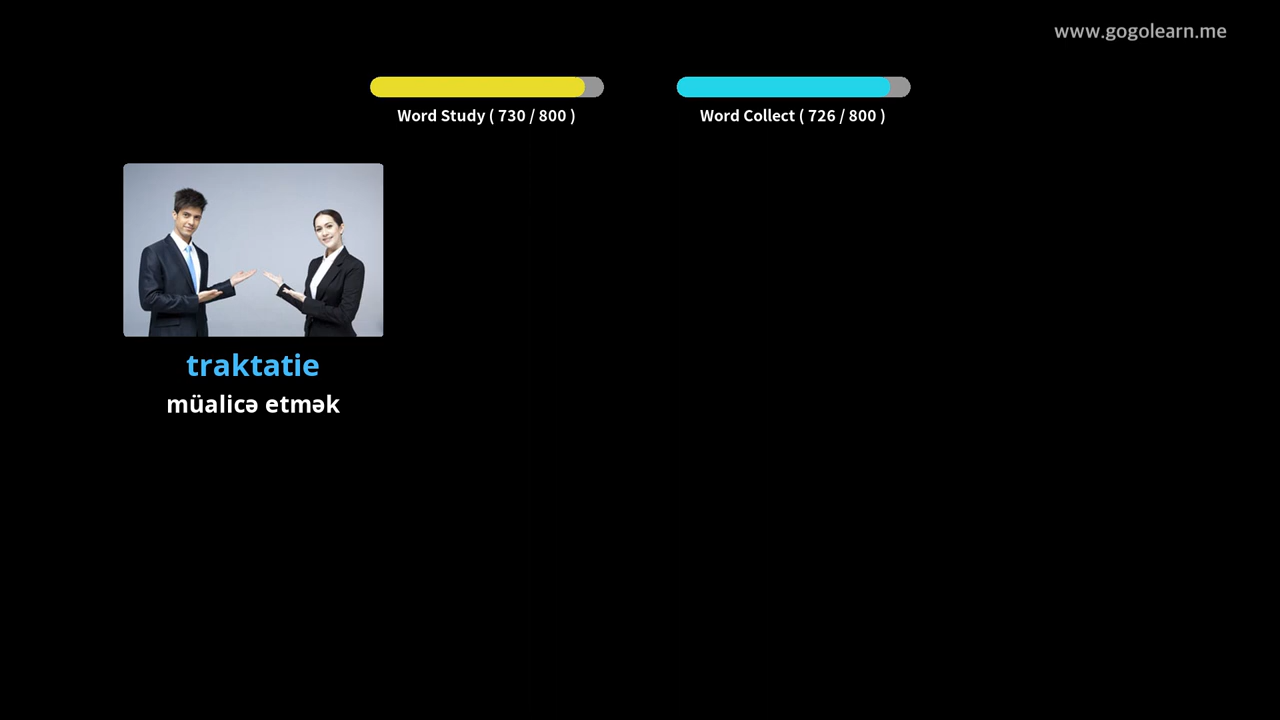 www.gogolearn.me
Word Study ( 730 / 800 )
Word Collect ( 726 / 800 )
traktatie
müalicə etmək